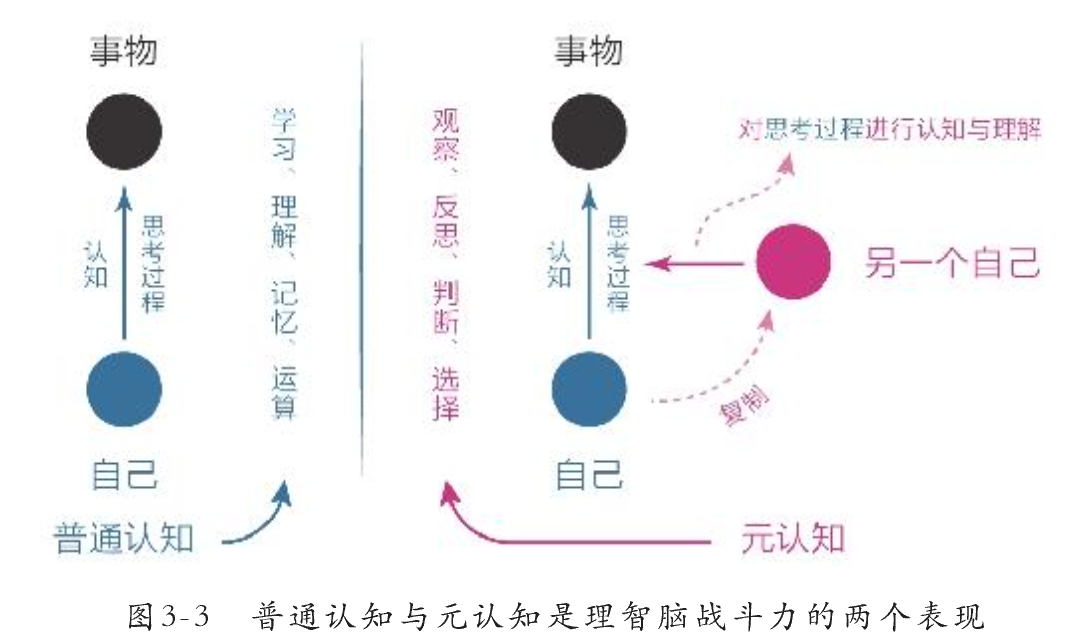 事物
认知
思考过程
自己
普通认知
学习、理解、记忆、运算
观察、反思、判断、选择
事物
认知
思考过程
自己
对思考过程进行认知与理解
另一个自己
复制
元认知
图3-3 普通认知与元认知是理智脑战斗力的两个表现